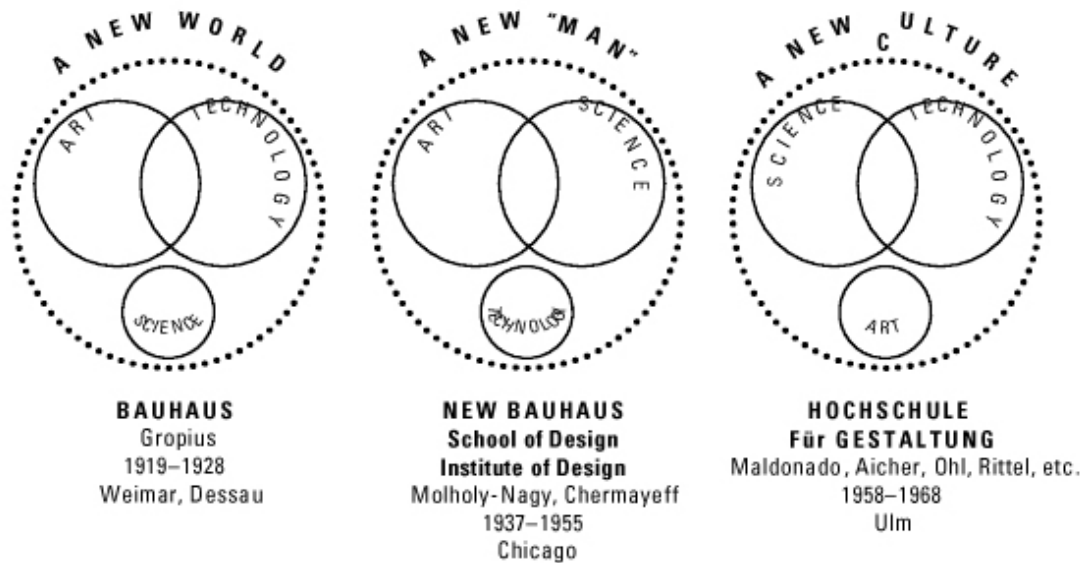 A NEW WORLD
ART
TECHNOLOGY
SCIENCE
BAUHAUS
Gropius
1919–1928
Weimar, Dessau
A NEW "MAN"
ART
SCIENCE
TECHNOLOGY
NEW BAUHAUS
School of Design
Institute of Design
Molholy-Nagy, Chermayeff
1937–1955
Chicago
A NEW CULTURE
SCIENCE
TECHNOLOGY
ART
HOCHSCHULE
Für GESTALTUNG
Maldonado, Aicher, Ohl, Rittel, etc.
1958–1968
Ulm